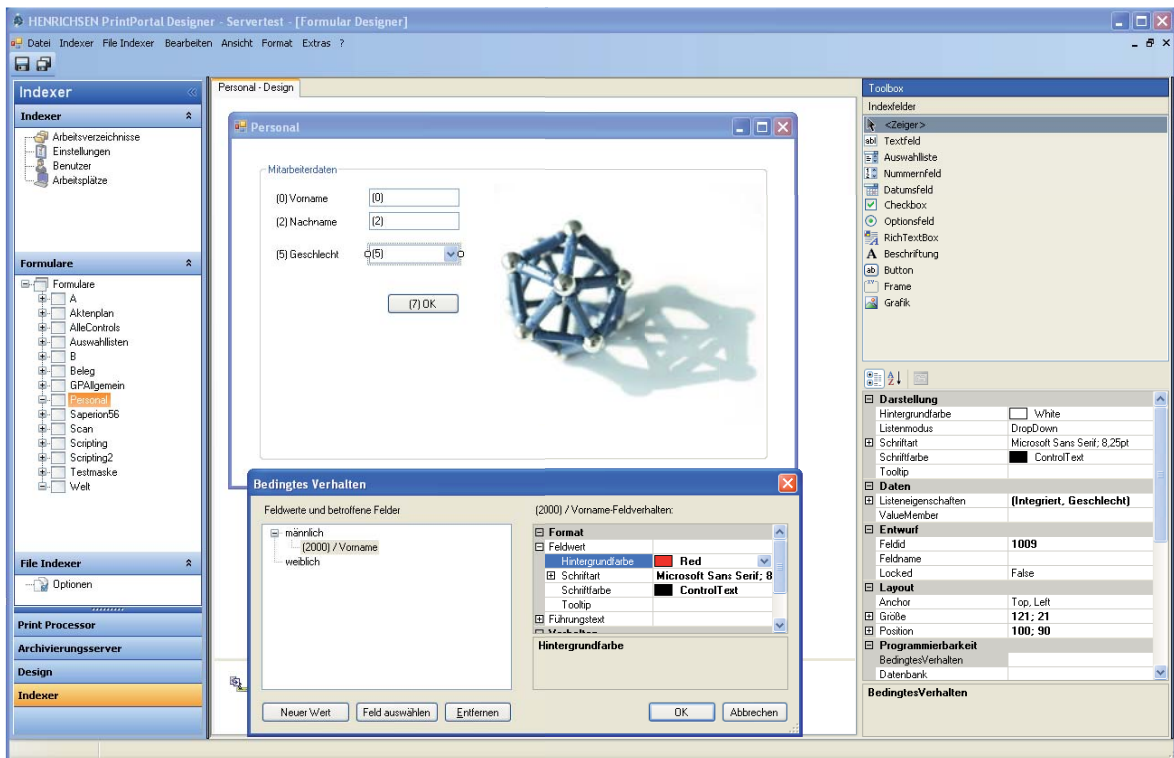 HENRICHSEN PrintPortal Designer - Servertest - [Formular Designer]
Datei Indexer File Indexer Bearbeiten Ansicht Format Extras ?
Indexer
Indexer
Arbeitsverzeichnisse
Einstellungen
Benutzer
Arbeitsplätze
Formulare
Formulare
A
Aktenplan
AlleControls
Auswahllisten
B
Beleg
GPAllgemein
Personal
Saperion56
Scan
Scripting
Scripting2
Testmaske
Welt
File Indexer
Optionen
Print Processor
Archivierungsserver
Design
Indexer
Personal - Design
Personal
Mitarbeiterdaten
(0) Vorname (0)
(2) Nachname (2)
(5) Geschlecht (5)
(7) OK
Bedingtes Verhalten
Feldwerte und betroffene Felder
männlich
(2000) / Vorname
weiblich
(2000) / Vorname-Feldverhalten:
Format
Feldwert
Hintergrundfarbe Red
Schriftart Microsoft Sans Serif; 8
Schriftfarbe ControlText
Tooltip
Führungstext
Verhalten
Hintergrundfarbe
Neuer Wert Feld auswählen Entfernen OK Abbrechen
Toolbox
Indexfelder
<Zeiger>
Textfeld
Auswahlliste
Nummernfeld
Datumsfeld
Checkbox
Optionsfeld
RichTextBox
Beschriftung
Button
Frame
Grafik
Darstellung
Hintergrundfarbe White
Listenmodus DropDown
Schriftart Microsoft Sans Serif; 8,25pt
Schriftfarbe ControlText
Tooltip
Daten
Listeneigenschaften (Integriert, Geschlecht)
ValueMember
Entwurf
Feldid 1009
Feldname
Locked False
Layout
Anchor Top, Left
Größe 121; 21
Position 100; 90
Programmierbarkeit
BedingtesVerhalten
Datenbank
BedingtesVerhalten